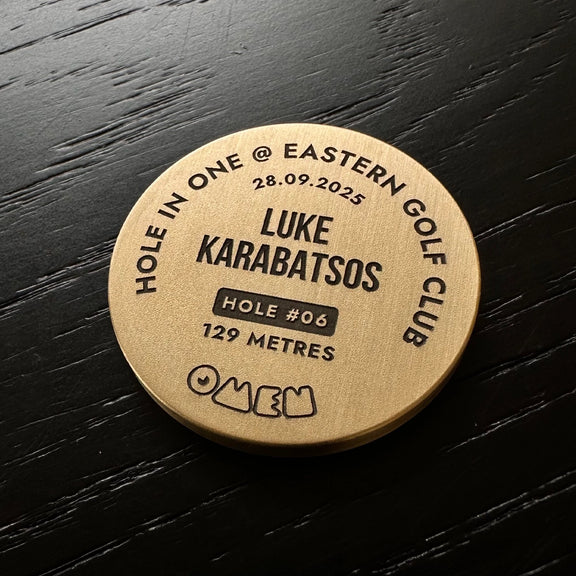 HOLE IN ONE @ EASTERN GOLF CLUB
28.09.2025
LUKE
KARABATSOS
HOLE #06
129 METRES
OMEN